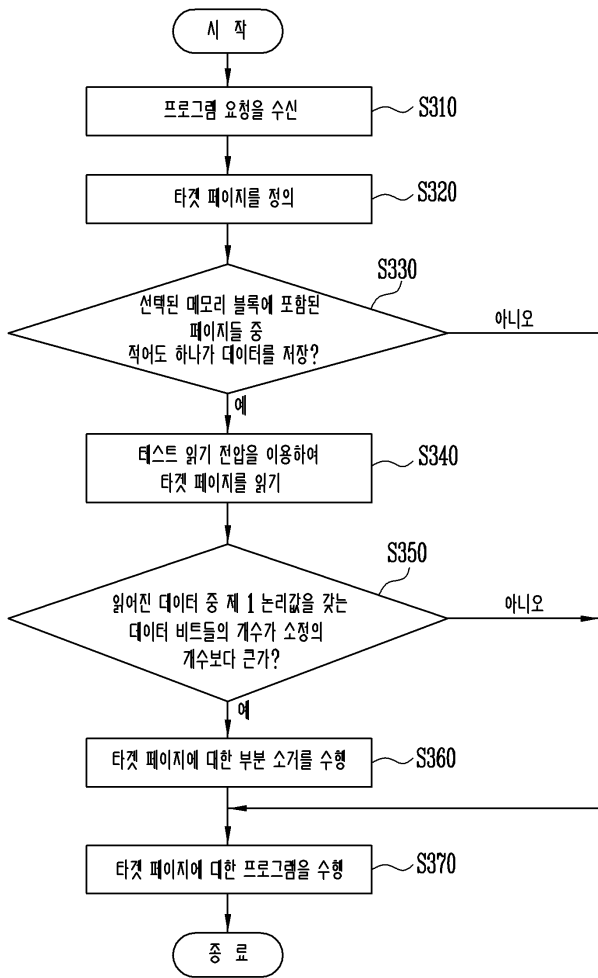 시 작
프로그램 요청을 수신
S310
타겟 페이지를 정의
S320
S330
선택된 메모리 블록에 포함된
페이지들 중
적어도 하나가 데이터를 저장?
아니오
예
테스트 읽기 전압을 이용하여
타겟 페이지를 읽기
S340
S350
읽어진 데이터 중 제 1 논리값을 갖는
데이터 비트들의 개수가 소정의
개수보다 큰가?
아니오
예
타겟 페이지에 대한 부분 소거를 수행
S360
타겟 페이지에 대한 프로그램을 수행
S370
종 료